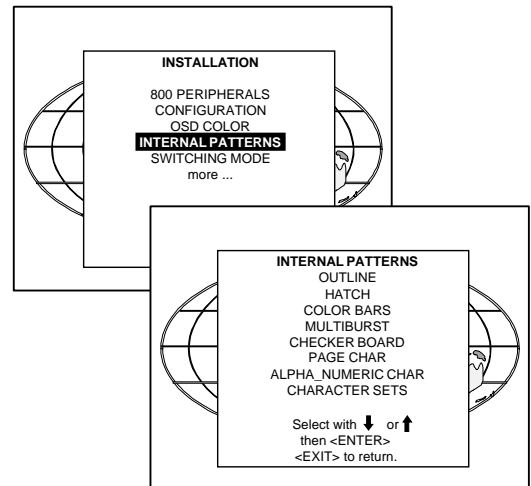 INSTALLATION
800 PERIPHERALS
CONFIGURATION
OSD COLOR
INTERNAL PATTERNS
SWITCHING MODE
more ...
INTERNAL PATTERNS
OUTLINE
HATCH
COLOR BARS
MULTIBURST
CHECKER BOARD
PAGE CHAR
ALPHA_NUMERIC CHAR
CHARACTER SETS
Select with ⬇ or ⬆
then <ENTER>
<EXIT> to return.